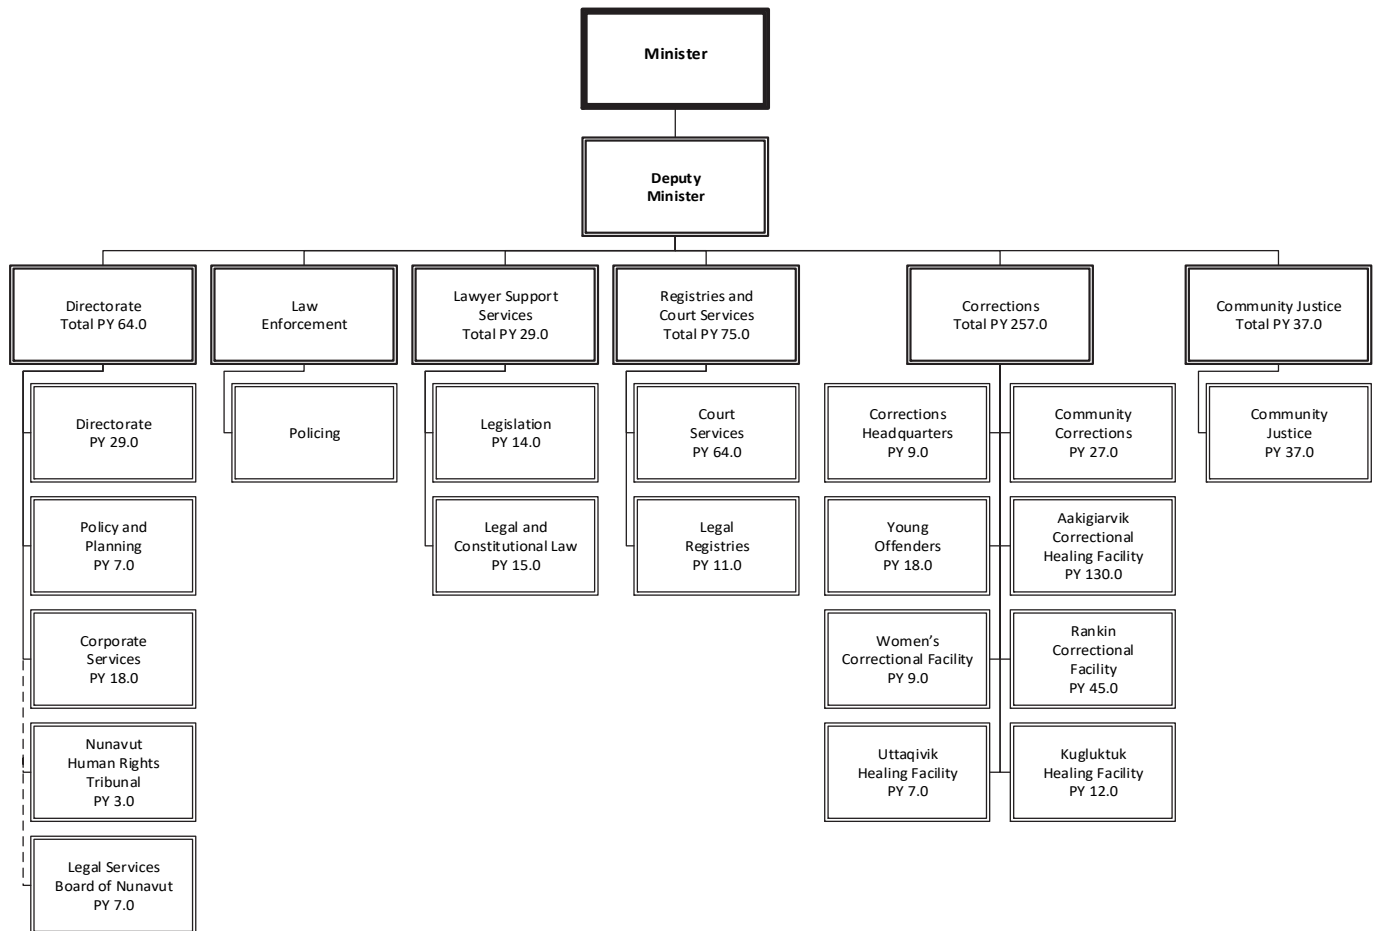 Minister
Deputy
Minister
Directorate
Total PY 64.0
Law
Enforcement
Lawyer Support
Services
Total PY 29.0
Registries and
Court Services
Total PY 75.0
Corrections
Total PY 257.0
Community Justice
Total PY 37.0
Directorate
PY 29.0
Policy and
Planning
PY 7.0
Corporate
Services
PY 18.0
Nunavut
Human Rights
Tribunal
PY 3.0
Legal Services
Board of Nunavut
PY 7.0
Policing
Legislation
PY 14.0
Legal and
Constitutional Law
PY 15.0
Court
Services
PY 64.0
Legal
Registries
PY 11.0
Corrections
Headquarters
PY 9.0
Community
Corrections
PY 27.0
Young
Offenders
PY 18.0
Aakigiarvik
Correctional
Healing Facility
PY 130.0
Women's
Correctional Facility
PY 9.0
Rankin
Correctional
Facility
PY 45.0
Uttaqivik
Healing Facility
PY 7.0
Kugluktuk
Healing Facility
PY 12.0
Community
Justice
PY 37.0